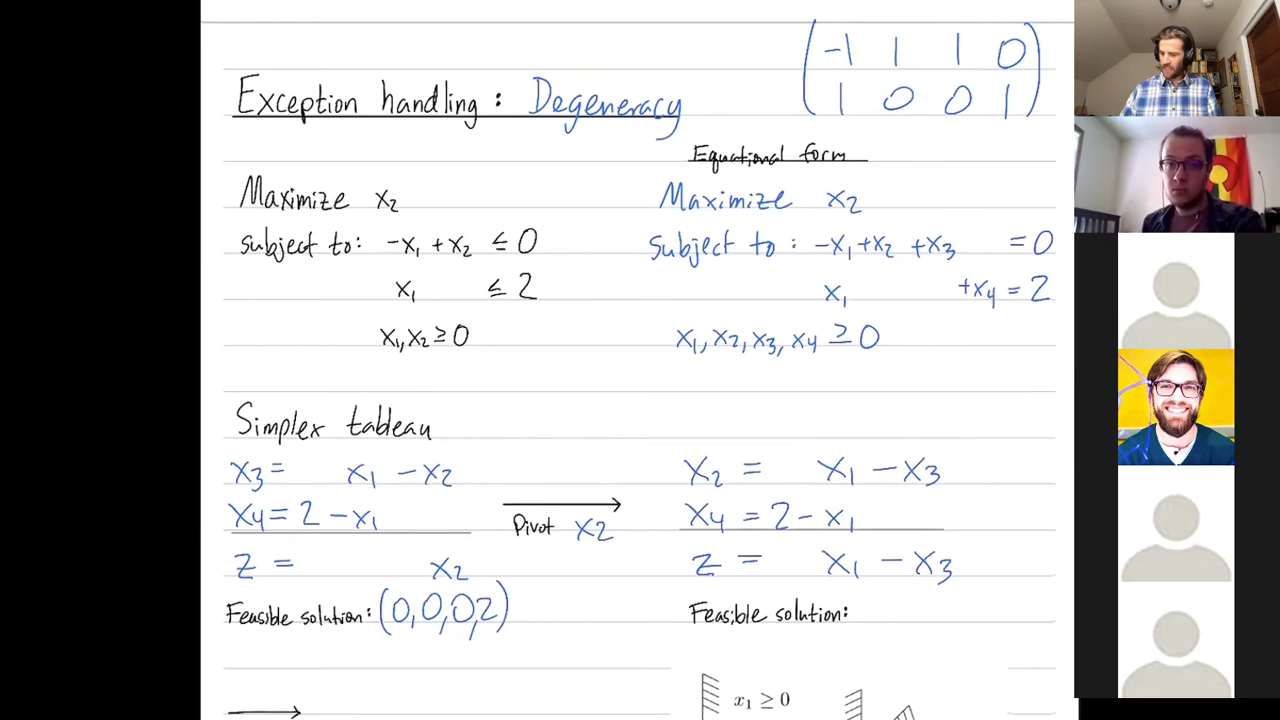 (-1 1 1 0
1 0 0 1)
Exception handling: Degeneracy
Maximize x₂
subject to: -x₁ + x₂ ≤ 0
x₁ ≤ 2
x₁, x₂ ≥ 0
Equational form
Maximize x₂
subject to: -x₁ + x₂ + x₃ = 0
x₁ + x₄ = 2
x₁, x₂, x₃, x₄ ≥ 0
Simplex tableau
x₃ = x₁ - x₂
x₄ = 2 - x₁
z = x₂
Feasible solution: (0,0,0,2)
Pivot x₂
x₂ = x₁ - x₃
x₄ = 2 - x₁
z = x₁ - x₃
Feasible solution:
x₁ ≥ 0